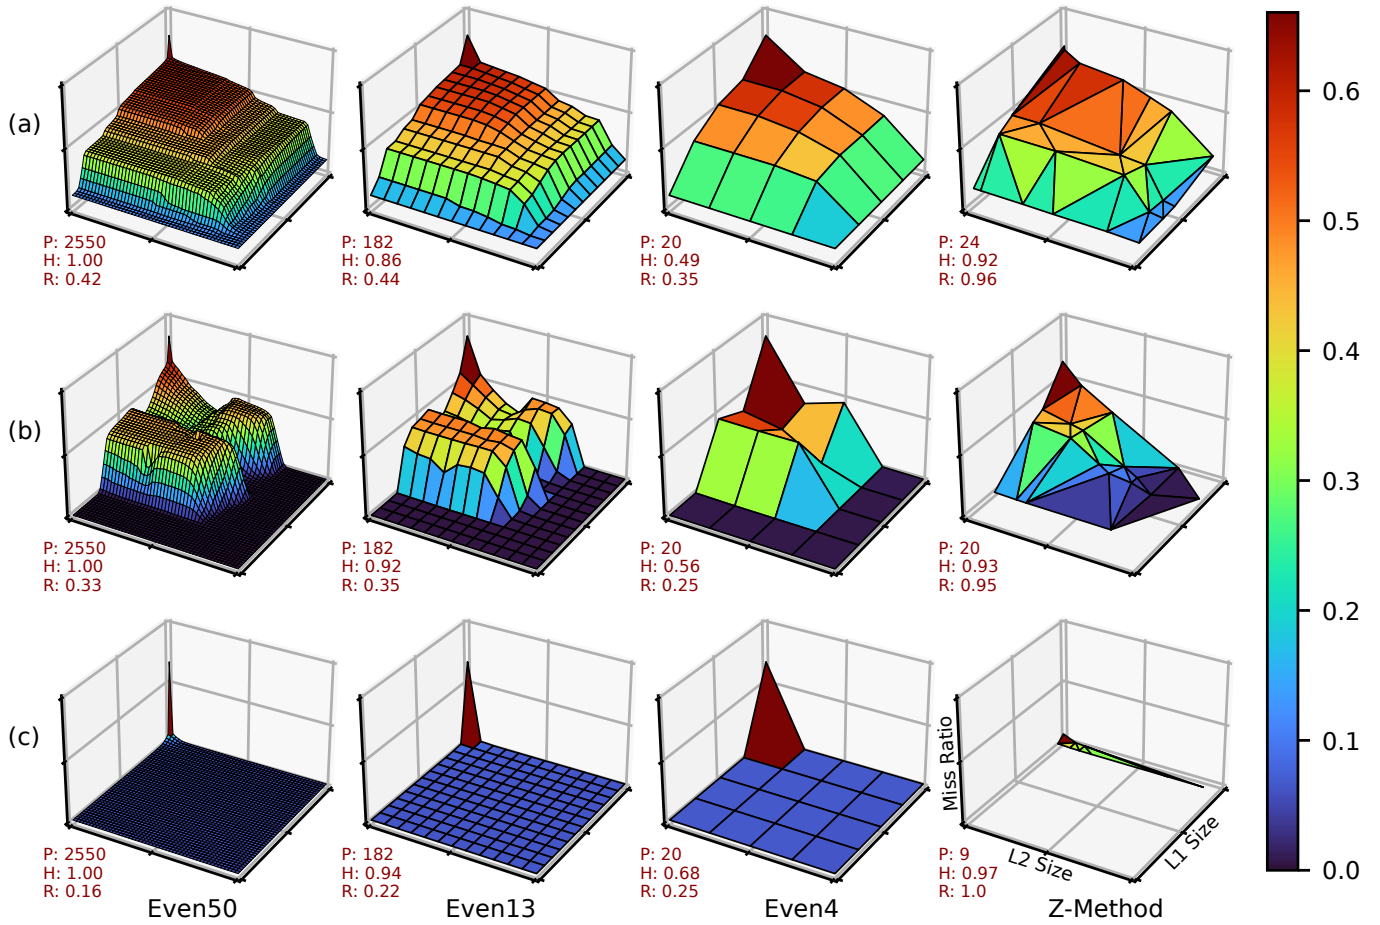 (a)
P: 2550
H: 1.00
R: 0.42
P: 182
H: 0.86
R: 0.44
P: 20
H: 0.49
R: 0.35
P: 24
H: 0.92
R: 0.96
(b)
P: 2550
H: 1.00
R: 0.33
P: 182
H: 0.92
R: 0.35
P: 20
H: 0.56
R: 0.25
P: 20
H: 0.93
R: 0.95
(c)
P: 2550
H: 1.00
R: 0.16
P: 182
H: 0.94
R: 0.22
P: 20
H: 0.68
R: 0.25
Miss Ratio
P: 9
H: 0.97
R: 1.0
L2 Size
L1 Size
Even50
Even13
Even4
Z-Method
0.6
0.5
0.4
0.3
0.2
0.1
0.0